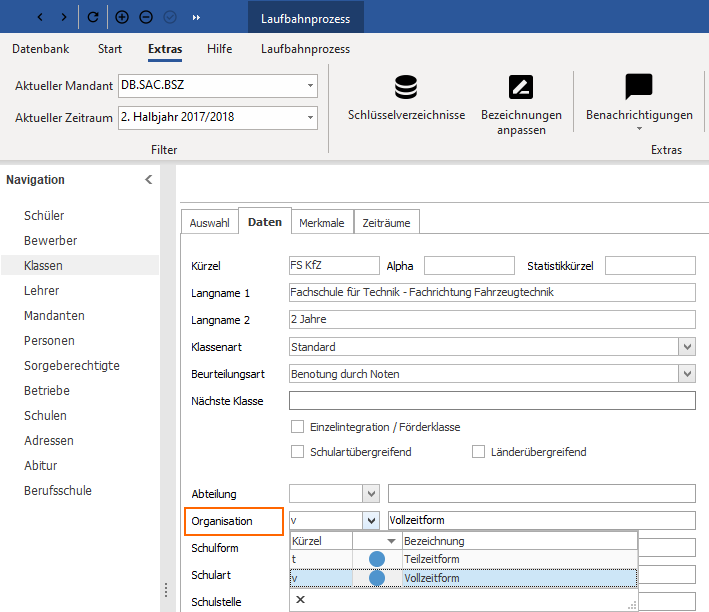 Laufbahnprozess
Datenbank Start Extras Hilfe Laufbahnprozess
Aktueller Mandant DB.SAC.BSZ
Aktueller Zeitraum 2. Halbjahr 2017/2018
Filter
Schlüsselverzeichnisse
Bezeichnungen
anpassen
Benachrichtigungen
Extras
Navigation
Schüler
Bewerber
Klassen
Lehrer
Mandanten
Personen
Sorgeberechtigte
Betriebe
Schulen
Adressen
Abitur
Berufsschule
Auswahl Daten Merkmale Zeiträume
Kürzel FS KfZ Alpha Statistikkürzel
Langname 1 Fachschule für Technik - Fachrichtung Fahrzeugtechnik
Langname 2 2 Jahre
Klassenart Standard
Beurteilungsart Benotung durch Noten
Nächste Klasse
Einzelintegration / Förderklasse
Schulartübergreifend Länderübergreifend
Abteilung
Organisation v Vollzeitform
Schulform
Schulart
Schulstelle
Kürzel Bezeichnung
t Teilzeitform
v Vollzeitform